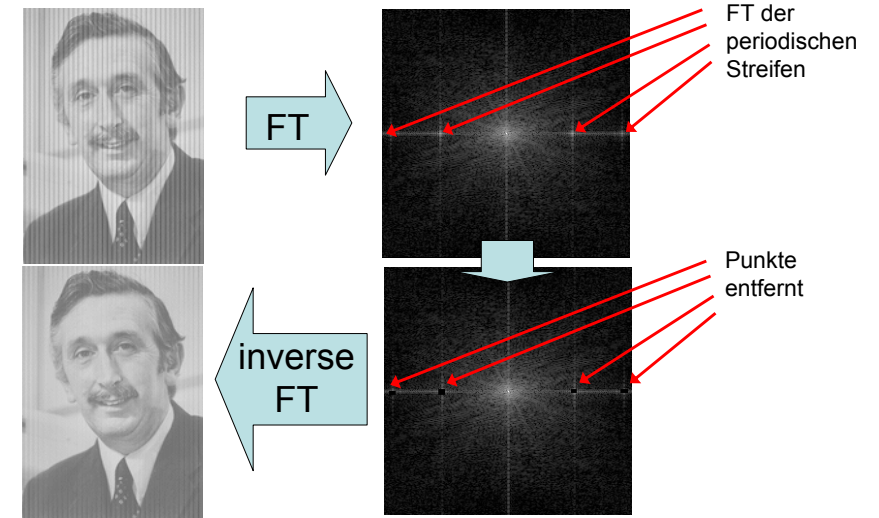 FT der
periodischen
Streifen
FT
Punkte
entfernt
inverse
FT